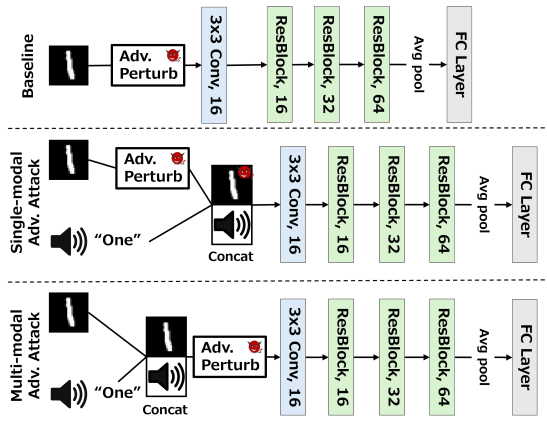 Baseline
Adv.
Perturb
3x3 Conv, 16
ResBlock, 16
ResBlock, 32
ResBlock, 64
Avg pool
FC Layer
Single-modal
Adv. Attack
Adv.
Perturb
"One"
Concat
3x3 Conv, 16
ResBlock, 16
ResBlock, 32
ResBlock, 64
Avg pool
FC Layer
Multi-modal
Adv. Attack
"One"
Concat
Adv.
Perturb
3x3 Conv, 16
ResBlock, 16
ResBlock, 32
ResBlock, 64
Avg pool
FC Layer